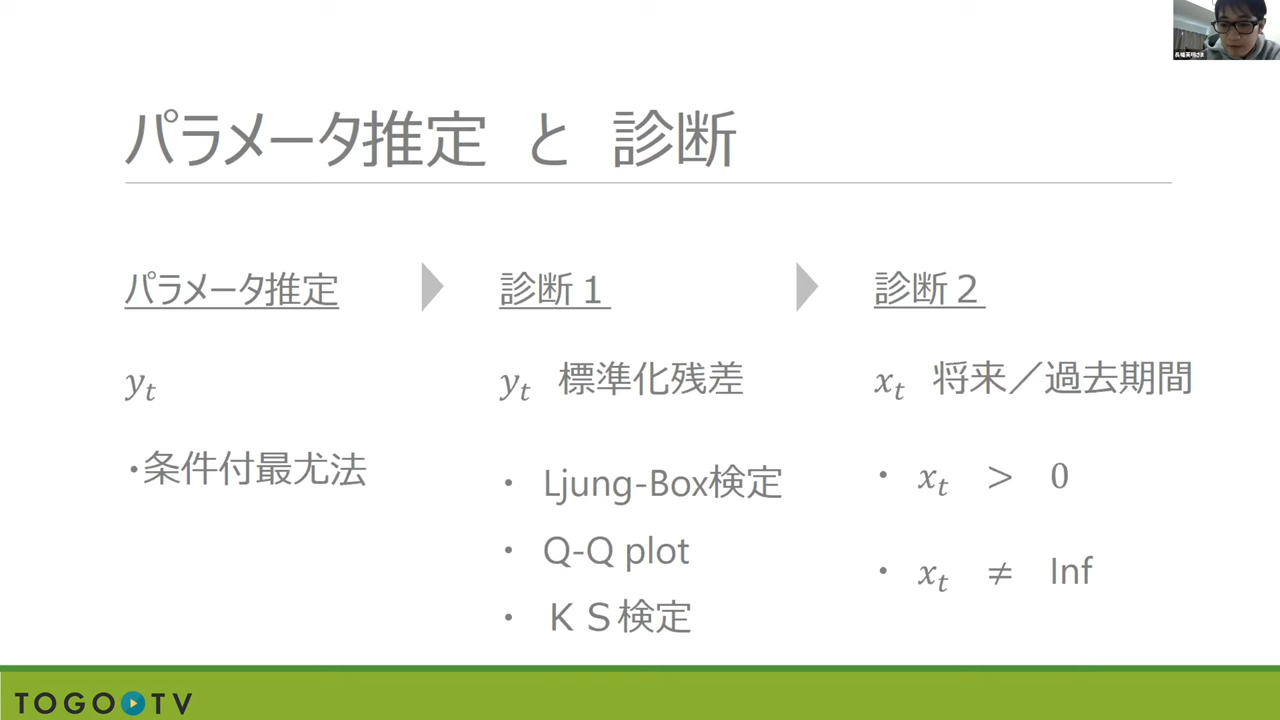 パラメータ推定 と 診断
パラメータ推定
y_t
・条件付最尤法
診断１
y_t 標準化残差
・ Ljung-Box検定
・ Q-Q plot
・ ＫＳ検定
診断２
x_t 将来／過去期間
・ x_t > 0
・ x_t ≠ Inf
TOGO TV